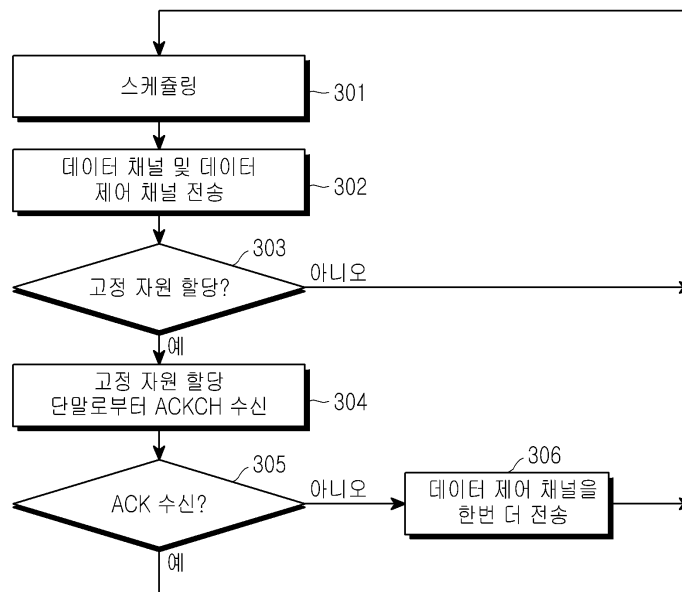 스케쥴링
301
데이터 채널 및 데이터
제어 채널 전송
302
303
고정 자원 할당?
아니오
예
고정 자원 할당
단말로부터 ACKCH 수신
304
305
ACK 수신?
아니오
306
데이터 제어 채널을
한번 더 전송
예